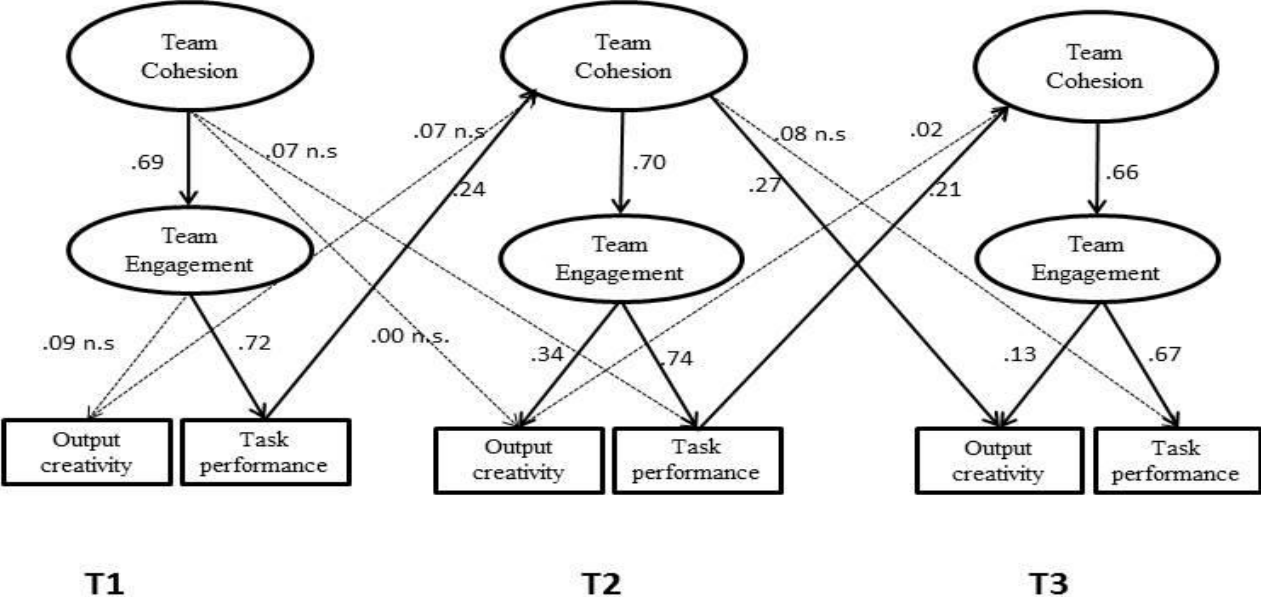 Team
Cohesion
Team
Cohesion
Team
Cohesion
.07 n.s
.08 n.s
.02
.69
.07 n.s
.70
.66
.24
.27
.21
Team
Engagement
Team
Engagement
Team
Engagement
.09 n.s
.72
.00 n.s.
.34
.74
.13
.67
Output
creativity
Task
performance
Output
creativity
Task
performance
Output
creativity
Task
performance
T1
T2
T3